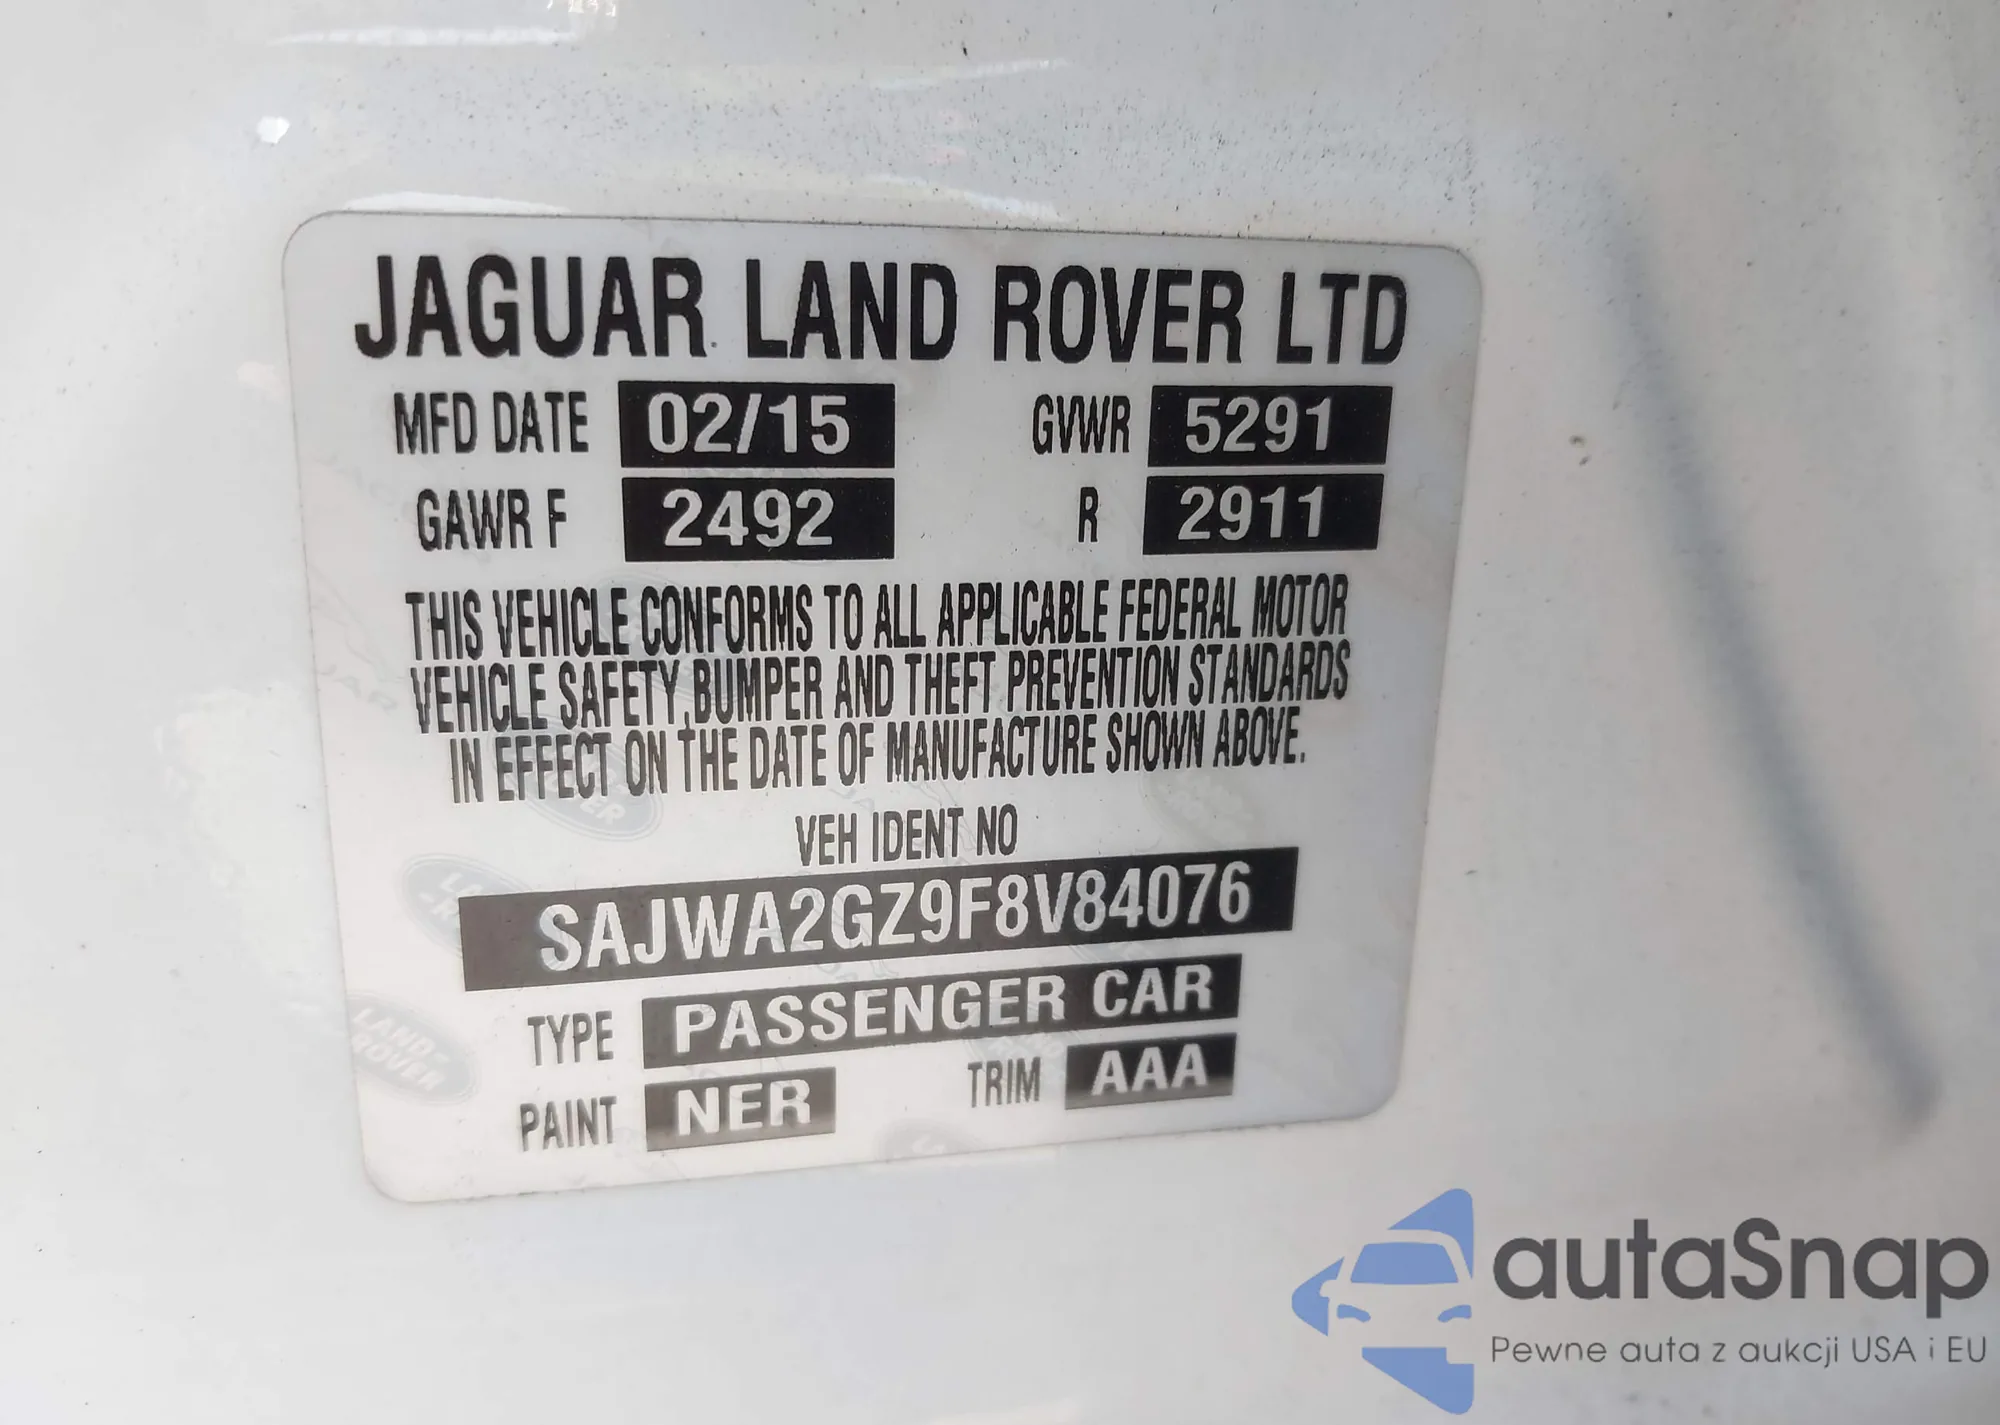 JAGUAR LAND ROVER LTD
MFD DATE 02/15 GVWR 5291
GAWR F 2492 R 2911
THIS VEHICLE CONFORMS TO ALL APPLICABLE FEDERAL MOTOR
VEHICLE SAFETY, BUMPER AND THEFT PREVENTION STANDARDS
IN EFFECT ON THE DATE OF MANUFACTURE SHOWN ABOVE.
VEH IDENT NO
SAJWA2GZ9F8V84076
TYPE PASSENGER CAR
PAINT NER TRIM AAA
LAND-
ROVER
autaSnap
Pewne auta z aukcji USA i EU